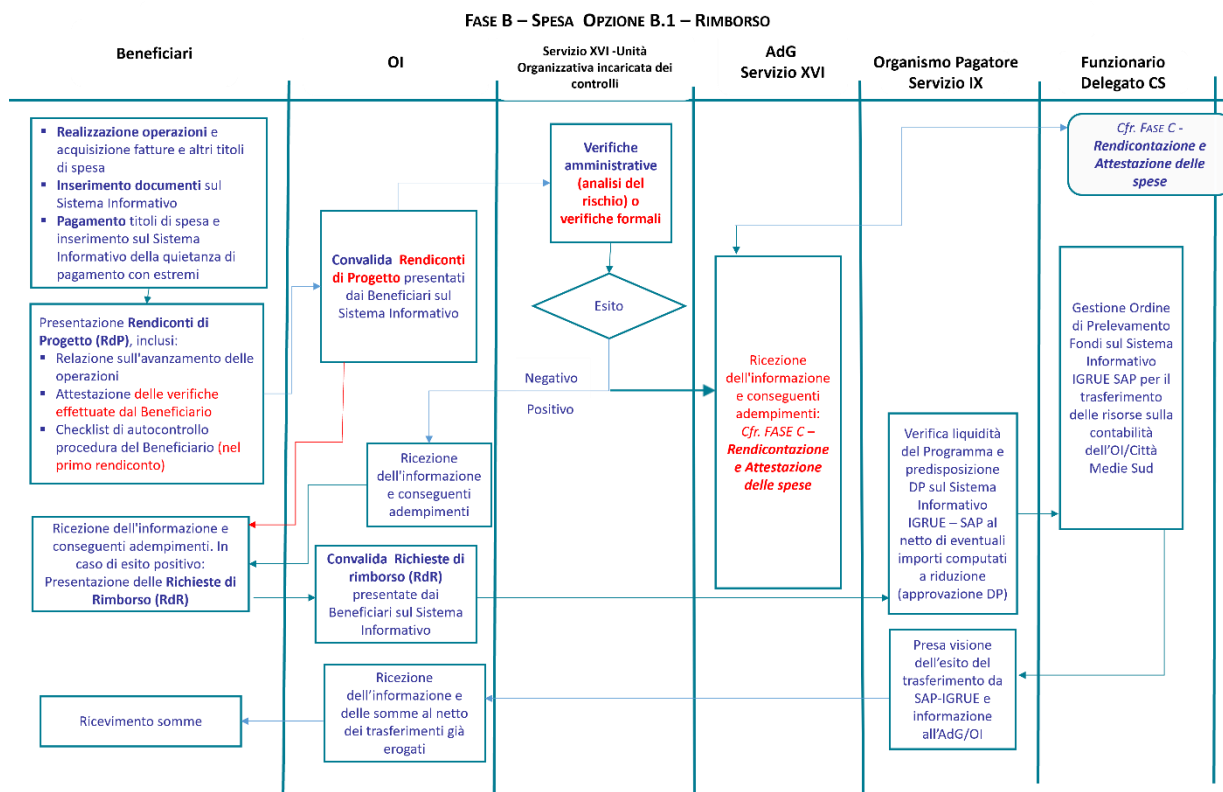 FASE B – SPESA OPZIONE B.1 – RIMBORSO
Beneficiari
OI
Servizio XVI -Unità
Organizzativa incaricata dei
controlli
AdG
Servizio XVI
Organismo Pagatore
Servizio IX
Funzionario
Delegato CS
▪ Realizzazione operazioni e
acquisizione fatture e altri titoli
di spesa
▪ Inserimento documenti sul
Sistema Informativo
▪ Pagamento titoli di spesa e
inserimento sul Sistema
Informativo della quietanza di
pagamento con estremi
Presentazione Rendiconti di
Progetto (RdP), inclusi:
▪ Relazione sull'avanzamento delle
operazioni
▪ Attestazione delle verifiche
effettuate dal Beneficiario
▪ Checklist di autocontrollo
procedura del Beneficiario (nel
primo rendiconto)
Ricezione dell'informazione e
conseguenti adempimenti. In
caso di esito positivo:
Presentazione delle Richieste di
Rimborso (RdR)
Ricevimento somme
Convalida Rendiconti
di Progetto presentati
dai Beneficiari sul
Sistema Informativo
Ricezione
dell'informazione
e conseguenti
adempimenti
Convalida Richieste di
rimborso (RdR)
presentate dai
Beneficiari sul Sistema
Informativo
Ricezione
dell'informazione e
delle somme al netto
dei trasferimenti già
erogati
Verifiche
amministrative
(analisi del
rischio) o
verifiche formali
Esito
Negativo
Positivo
Ricezione
dell'informazione
e conseguenti
adempimenti:
Cfr. FASE C –
Rendicontazione
e Attestazione
delle spese
Verifica liquidità
del Programma e
predisposizione
DP sul Sistema
Informativo
IGRUE – SAP al
netto di eventuali
importi computati
a riduzione
(approvazione DP)
Presa visione
dell'esito del
trasferimento da
SAP-IGRUE e
informazione
all'AdG/OI
Cfr. FASE C -
Rendicontazione e
Attestazione delle
spese
Gestione Ordine
di Prelevamento
Fondi sul Sistema
Informativo
IGRUE SAP per il
trasferimento
delle risorse sulla
contabilità
dell'OI/Città
Medie Sud